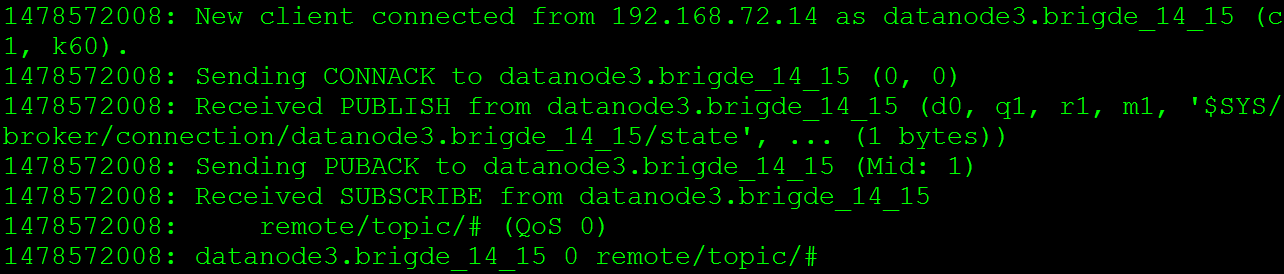 1478572008: New client connected from 192.168.72.14 as datanode3.brigde_14_15 (c
1, k60).
1478572008: Sending CONNACK to datanode3.brigde_14_15 (0, 0)
1478572008: Received PUBLISH from datanode3.brigde_14_15 (d0, q1, r1, m1, '$SYS/
broker/connection/datanode3.brigde_14_15/state', ... (1 bytes))
1478572008: Sending PUBACK to datanode3.brigde_14_15 (Mid: 1)
1478572008: Received SUBSCRIBE from datanode3.brigde_14_15
1478572008:     remote/topic/# (QoS 0)
1478572008: datanode3.brigde_14_15 0 remote/topic/#